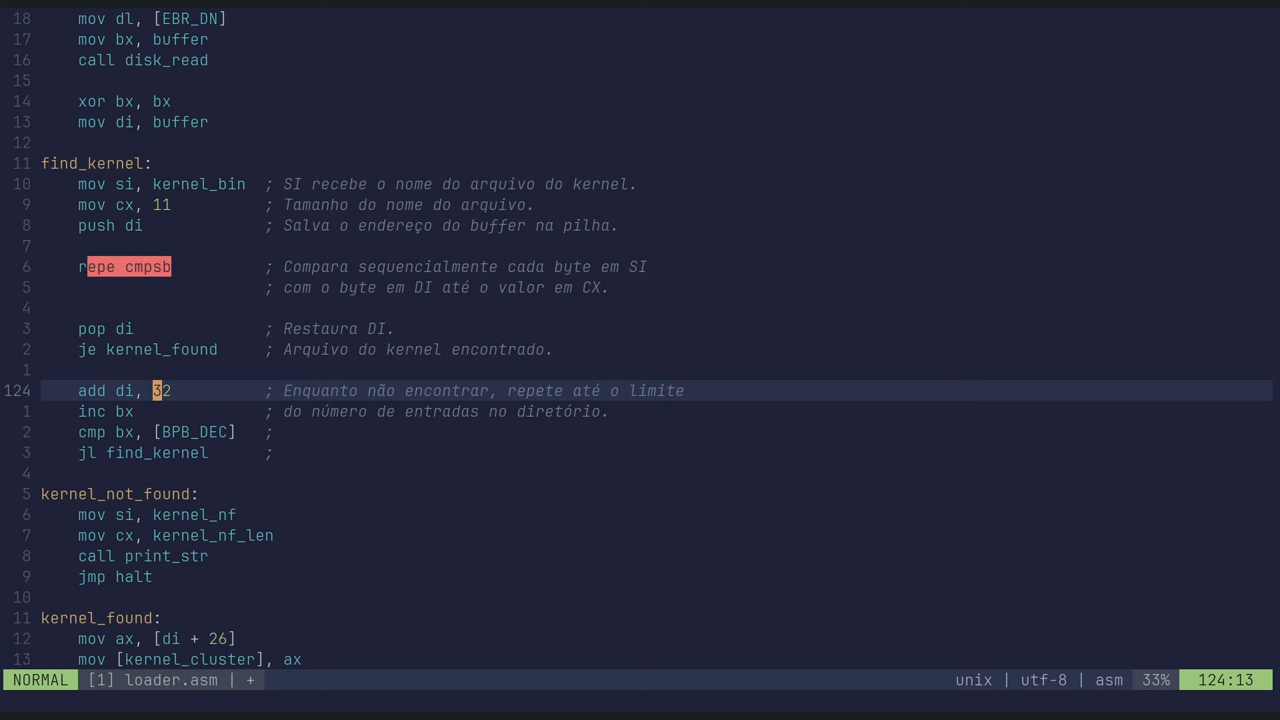 18     mov dl, [EBR_DN]
17     mov bx, buffer
16     call disk_read
15
14     xor bx, bx
13     mov di, buffer
12
11 find_kernel:
10     mov si, kernel_bin  ; SI recebe o nome do arquivo do kernel.
9     mov cx, 11          ; Tamanho do nome do arquivo.
8     push di             ; Salva o endereço do buffer na pilha.
7
6     repe cmpsb          ; Compara sequencialmente cada byte em SI
5                         ; com o byte em DI até o valor em CX.
4
3     pop di              ; Restaura DI.
2     je kernel_found     ; Arquivo do kernel encontrado.
1
124     add di, 32          ; Enquanto não encontrar, repete até o limite
1     inc bx              ; do número de entradas no diretório.
2     cmp bx, [BPB_DEC]   ;
3     jl find_kernel      ;
4
5 kernel_not_found:
6     mov si, kernel_nf
7     mov cx, kernel_nf_len
8     call print_str
9     jmp halt
10
11 kernel_found:
12     mov ax, [di + 26]
13     mov [kernel_cluster], ax
NORMAL [1] loader.asm | + unix | utf-8 | asm 33% 124:13